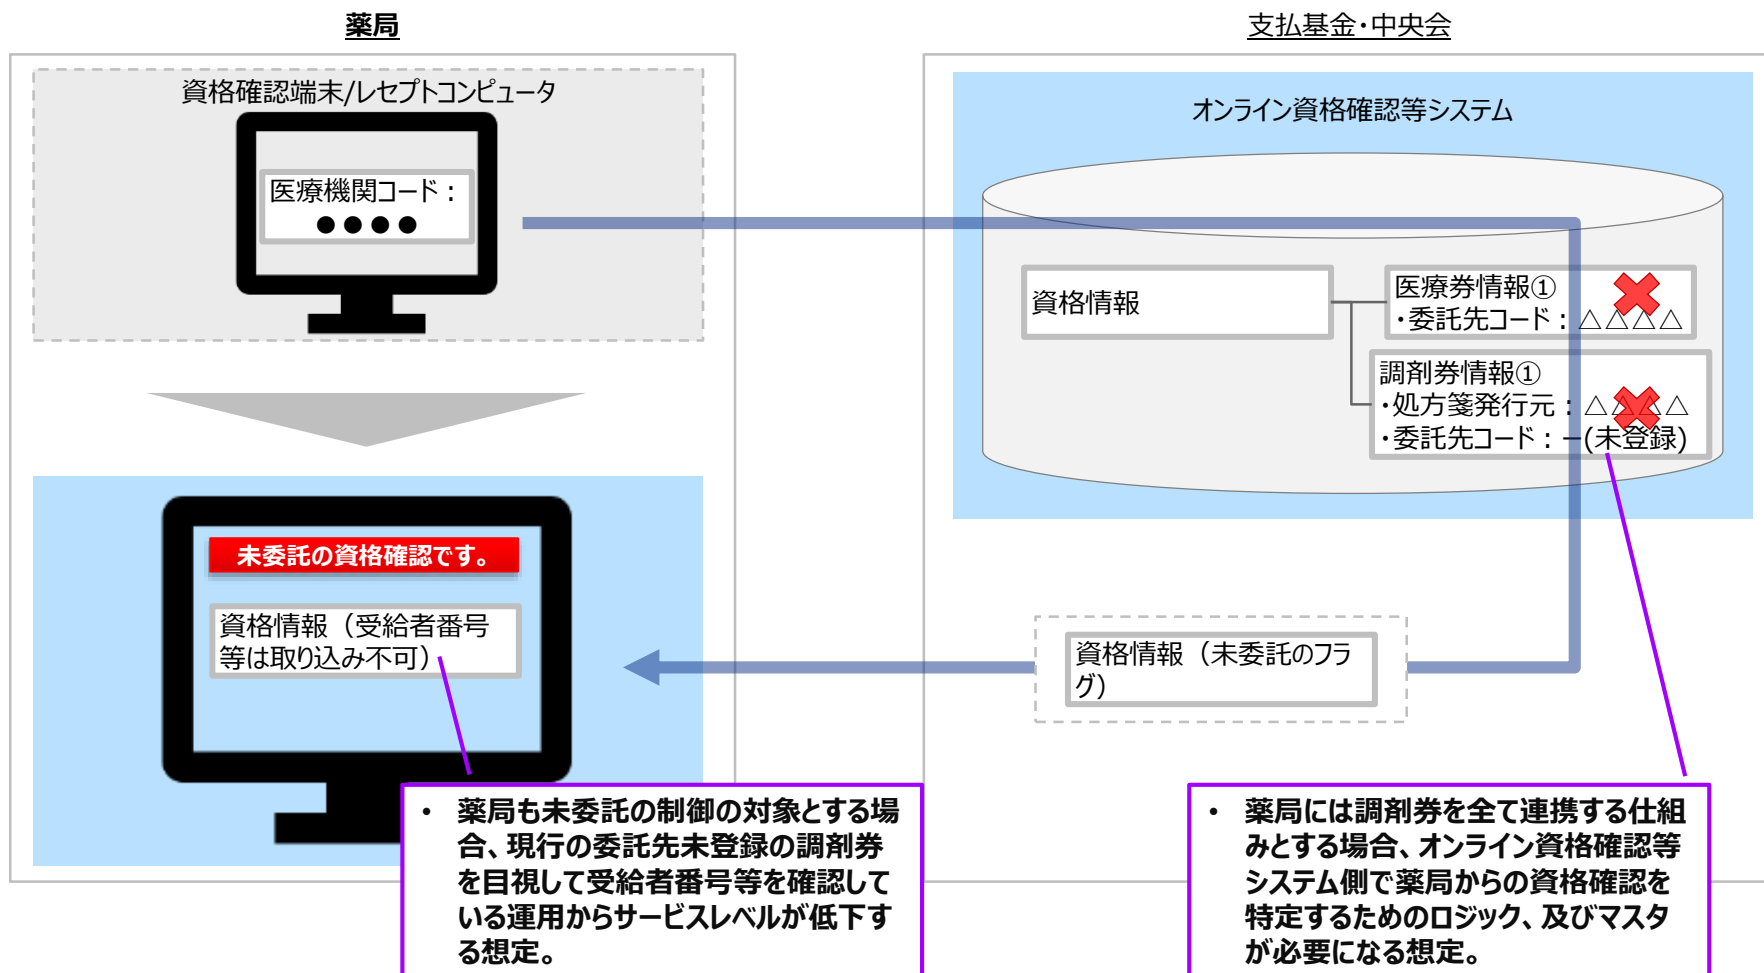 薬局
資格確認端末/レセプトコンピュータ
医療機関コード：
●●●●
未委託の資格確認です。
資格情報（受給者番号
等は取り込み不可）
・ 薬局も未委託の制御の対象とする場
合、現行の委託先未登録の調剤券
を目視して受給者番号等を確認して
いる運用からサービスレベルが低下す
る想定。
支払基金・中央会
オンライン資格確認等システム
資格情報
医療券情報①
・委託先コード：△△△△
調剤券情報①
・処方箋発行元：△△△△
・委託先コード：－(未登録)
資格情報（未委託のフラ
グ）
・ 薬局には調剤券を全て連携する仕組
みとする場合、オンライン資格確認等
システム側で薬局からの資格確認を
特定するためのロジック、及びマスタ
が必要になる想定。